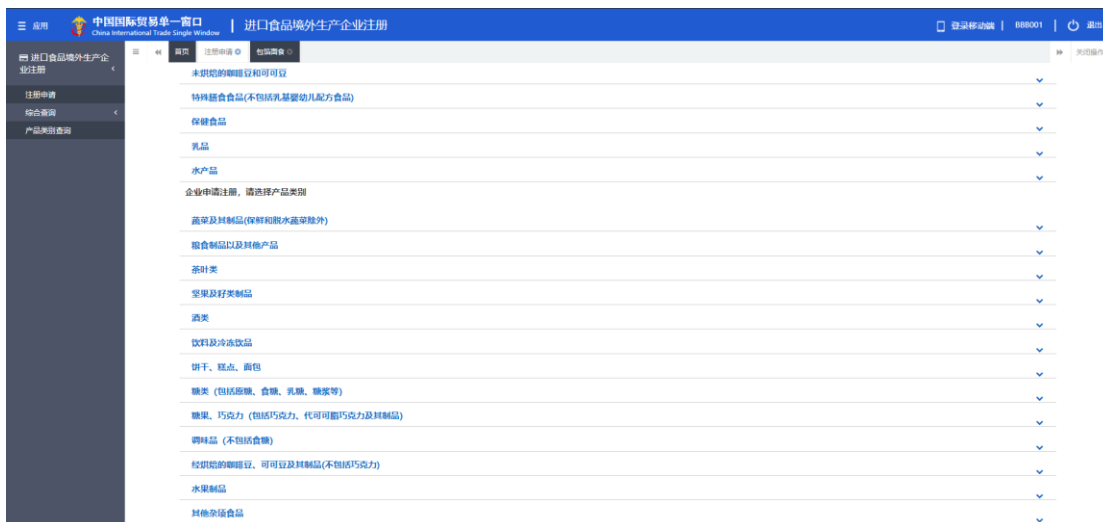 应用
中国国际贸易单一窗口
China International Trade Single Window
进口食品境外生产企业注册
登录移动端
BBB001
退出
进口食品境外生产企
业注册
首页
注册申请
包馅面食
关闭操作
注册申请
综合查询
产品类别查询
未烘焙的咖啡豆和可可豆
特殊膳食食品(不包括乳基婴幼儿配方食品)
保健食品
乳品
水产品
企业申请注册，请选择产品类别
蔬菜及其制品(保鲜和脱水蔬菜除外)
粮食制品以及其他产品
茶叶类
坚果及籽类制品
酒类
饮料及冷冻饮品
饼干、糕点、面包
糖类（包括原糖、食糖、乳糖、糖浆等）
糖果、巧克力（包括巧克力、代可可脂巧克力及其制品）
调味品（不包括食糖）
经烘焙的咖啡豆、可可豆及其制品(不包括巧克力)
水果制品
其他杂项食品